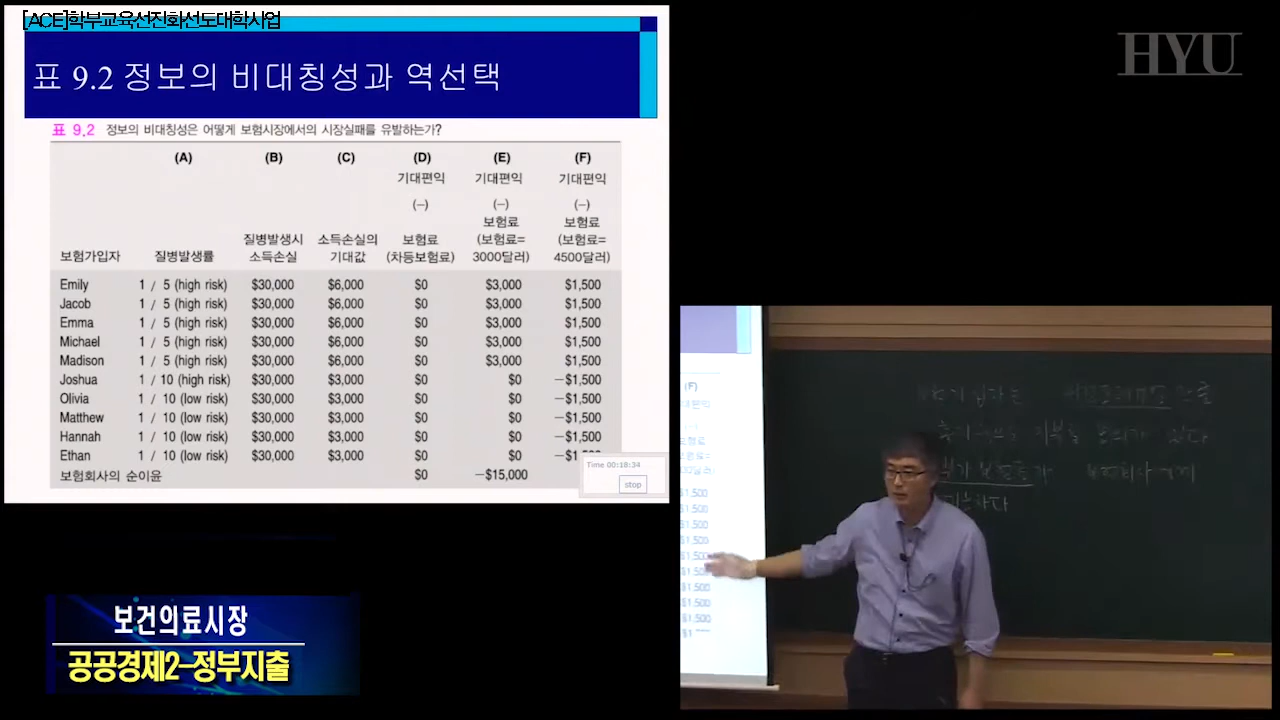 [ACE]학부교육선진화선도대학사업
HYU
표 9.2 정보의 비대칭성과 역선택
표 9.2 정보의 비대칭성은 어떻게 보험시장에서의 시장실패를 유발하는가?
(A) (B) (C) (D) (E) (F)
기대편익 기대편익 기대편익
(−) (−) (−)
보험료 보험료
질병발생시 소득손실의 보험료 (보험료= (보험료=
보험가입자 질병발생률 소득손실 기대값 (차등보험료) 3000달러) 4500달러)
Emily 1 / 5 (high risk) $30,000 $6,000 $0 $3,000 $1,500
Jacob 1 / 5 (high risk) $30,000 $6,000 $0 $3,000 $1,500
Emma 1 / 5 (high risk) $30,000 $6,000 $0 $3,000 $1,500
Michael 1 / 5 (high risk) $30,000 $6,000 $0 $3,000 $1,500
Madison 1 / 5 (high risk) $30,000 $6,000 $0 $3,000 $1,500
Joshua 1 / 10 (high risk) $30,000 $3,000 $0 $0 −$1,500
Olivia 1 / 10 (low risk) $30,000 $3,000 $0 $0 −$1,500
Matthew 1 / 10 (low risk) $30,000 $3,000 $0 $0 −$1,500
Hannah 1 / 10 (low risk) $30,000 $3,000 $0 $0 −$1,500
Ethan 1 / 10 (low risk) $30,000 $3,000 $0 $0
보험회사의 순이윤 $0 −$15,000
Time 00:18:34
stop
(F)
$1,500
$1,500
$1,500
$1,500
보건의료시장
공공경제2-정부지출